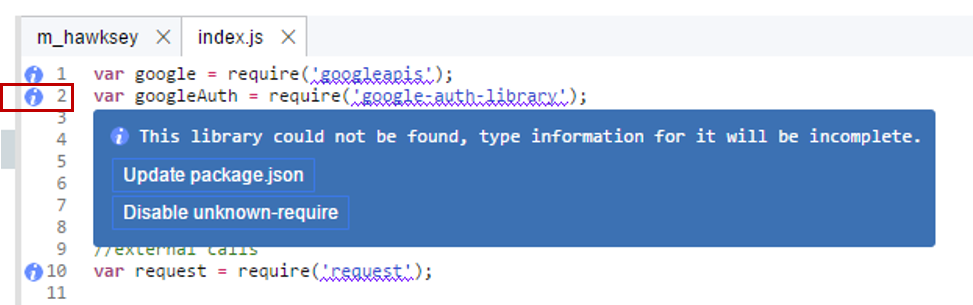 m_hawksey × index.js ×
1 var google = require('googleapis');
2 var googleAuth = require('google-auth-library');
3
This library could not be found, type information for it will be incomplete.
4
5
Update package.json
6
7
Disable unknown-require
8
9 //external calls
10 var request = require('request');
11